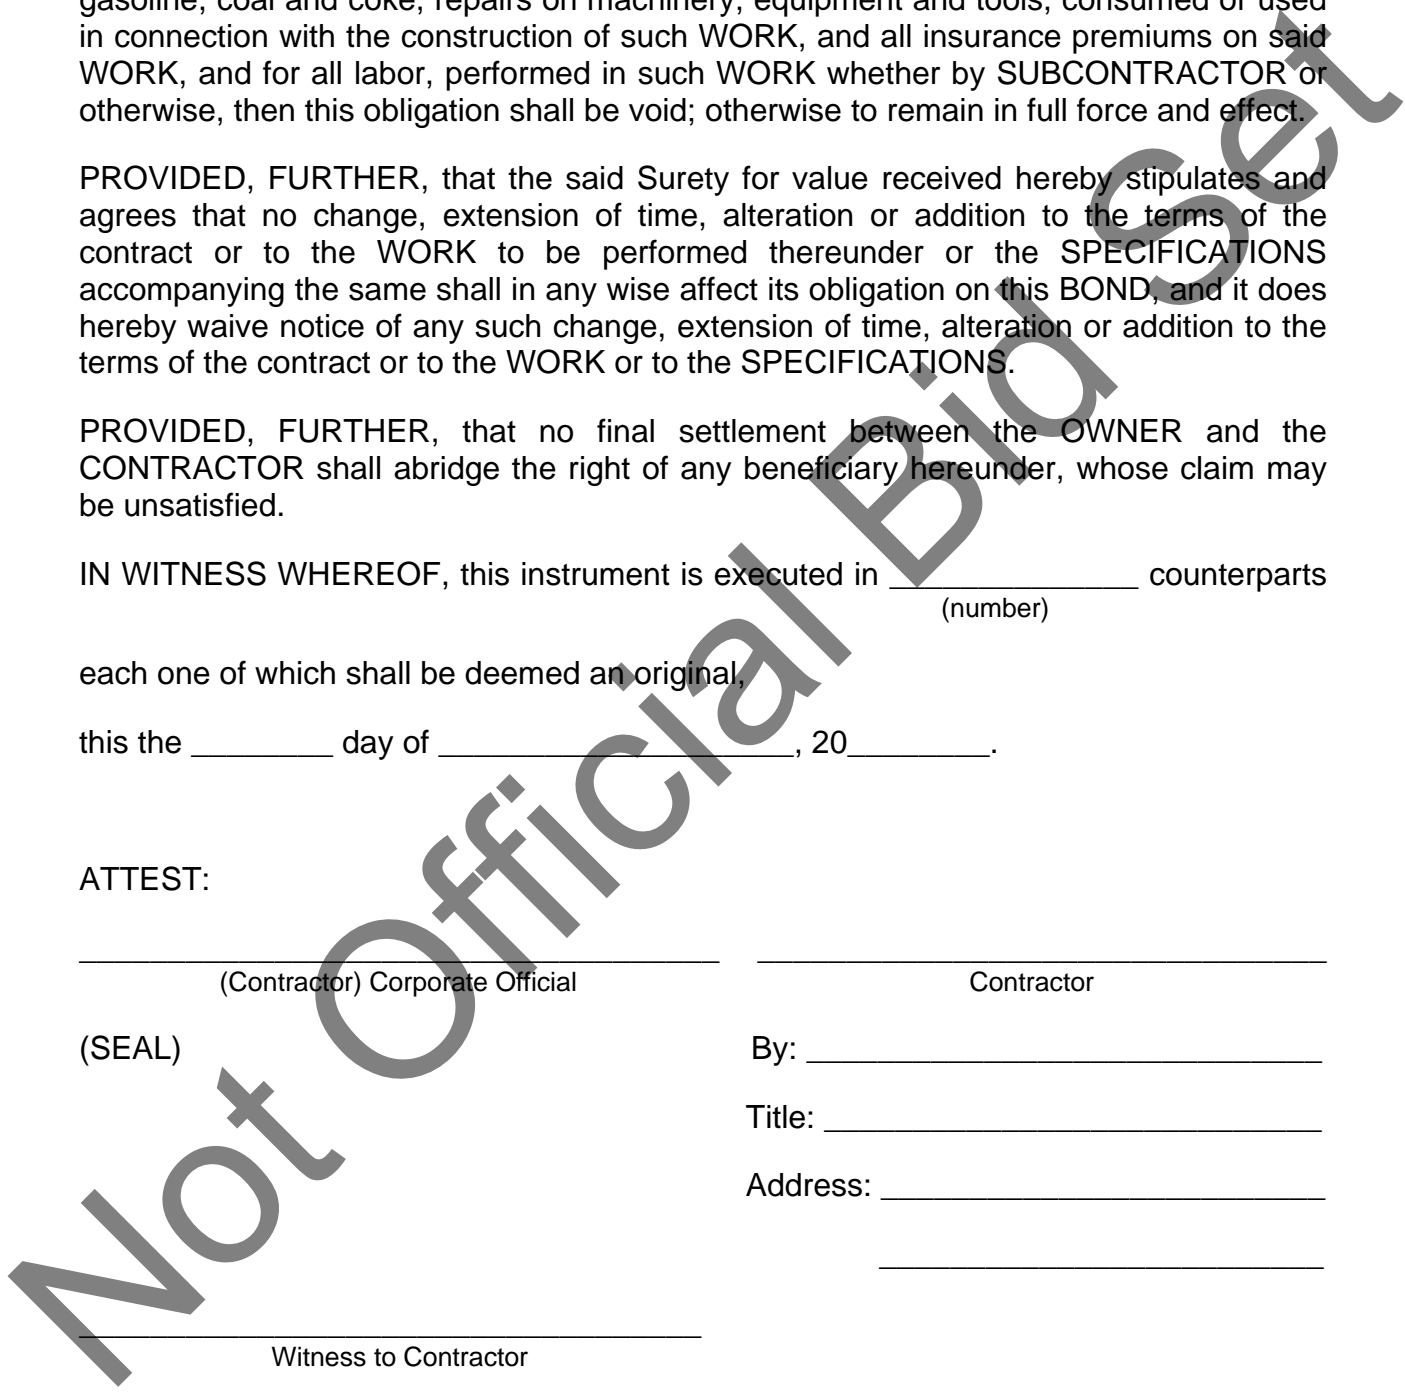 gasoline, coal and coke, repairs on machinery, equipment and tools, consumed or used
in connection with the construction of such WORK, and all insurance premiums on said
WORK, and for all labor, performed in such WORK whether by SUBCONTRACTOR or
otherwise, then this obligation shall be void; otherwise to remain in full force and effect.
PROVIDED, FURTHER, that the said Surety for value received hereby stipulates and
agrees that no change, extension of time, alteration or addition to the terms of the
contract or to the WORK to be performed thereunder or the SPECIFICATIONS
accompanying the same shall in any wise affect its obligation on this BOND, and it does
hereby waive notice of any such change, extension of time, alteration or addition to the
terms of the contract or to the WORK or to the SPECIFICATIONS.
PROVIDED, FURTHER, that no final settlement between the OWNER and the
CONTRACTOR shall abridge the right of any beneficiary hereunder, whose claim may
be unsatisfied.
IN WITNESS WHEREOF, this instrument is executed in ______________ counterparts
(number)
each one of which shall be deemed an original,
this the ________ day of ____________________, 20________.
ATTEST:
____________________________________ ________________________________
(Contractor) Corporate Official Contractor
(SEAL) By: _____________________________
Title: ____________________________
Address: _________________________
_________________________
___________________________________
Witness to Contractor
Not Official Bid Set